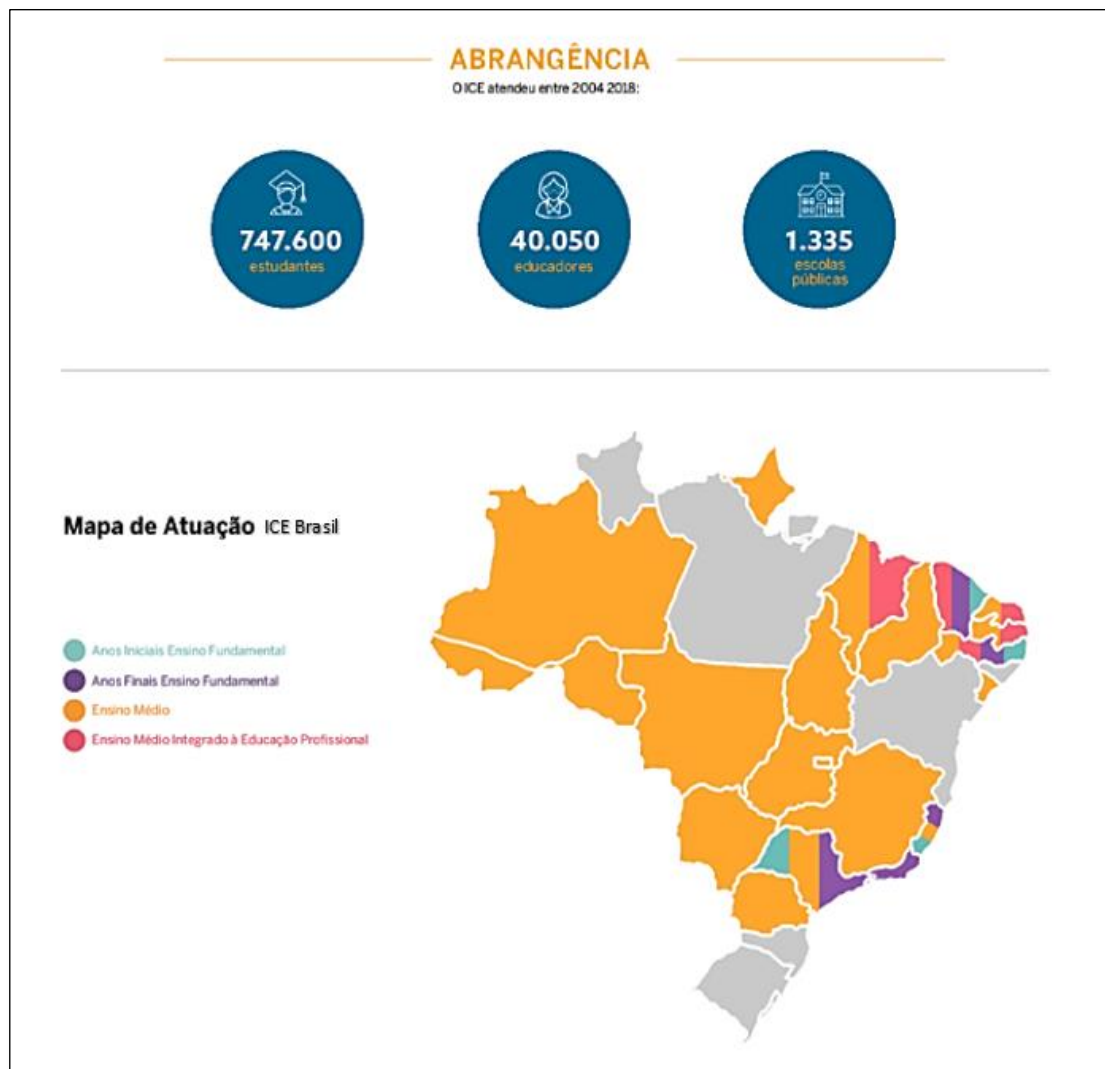 ABRANGÊNCIA
O ICE atendeu entre 2004 2018:
747.600
estudantes
40.050
educadores
1.335
escolas
públicas
Mapa de Atuação ICE Brasil
Anos Iniciais Ensino Fundamental
Anos Finais Ensino Fundamental
Ensino Médio
Ensino Médio Integrado à Educação Profissional